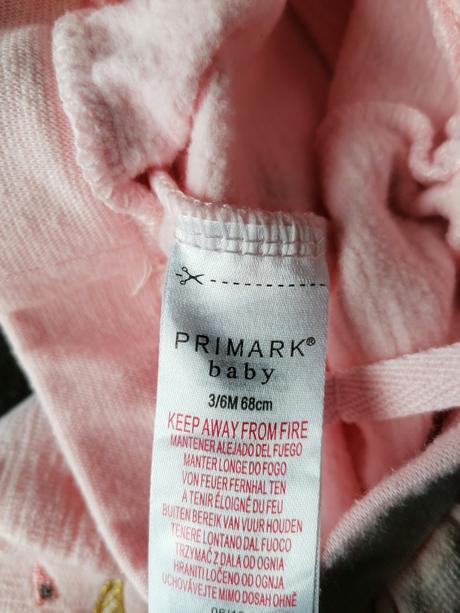 PRIMARK®
baby
3/6M 68cm
KEEP AWAY FROM FIRE
MANTENER ALEJADO DEL FUEGO
MANTER LONGE DO FOGO
VON FEUER FERNHALTEN
A TENIR ÉLOIGNÉ DU FEU
BUITEN BEREIK VAN VUUR HOUDEN
TENERE LONTANO DAL FUOCO
TRZYMAĆ Z DALA OD OGNIA
HRANITI LOČENO OD OGNJA
UCHOVÁVEJTE MIMO DOSAH OHNĚ